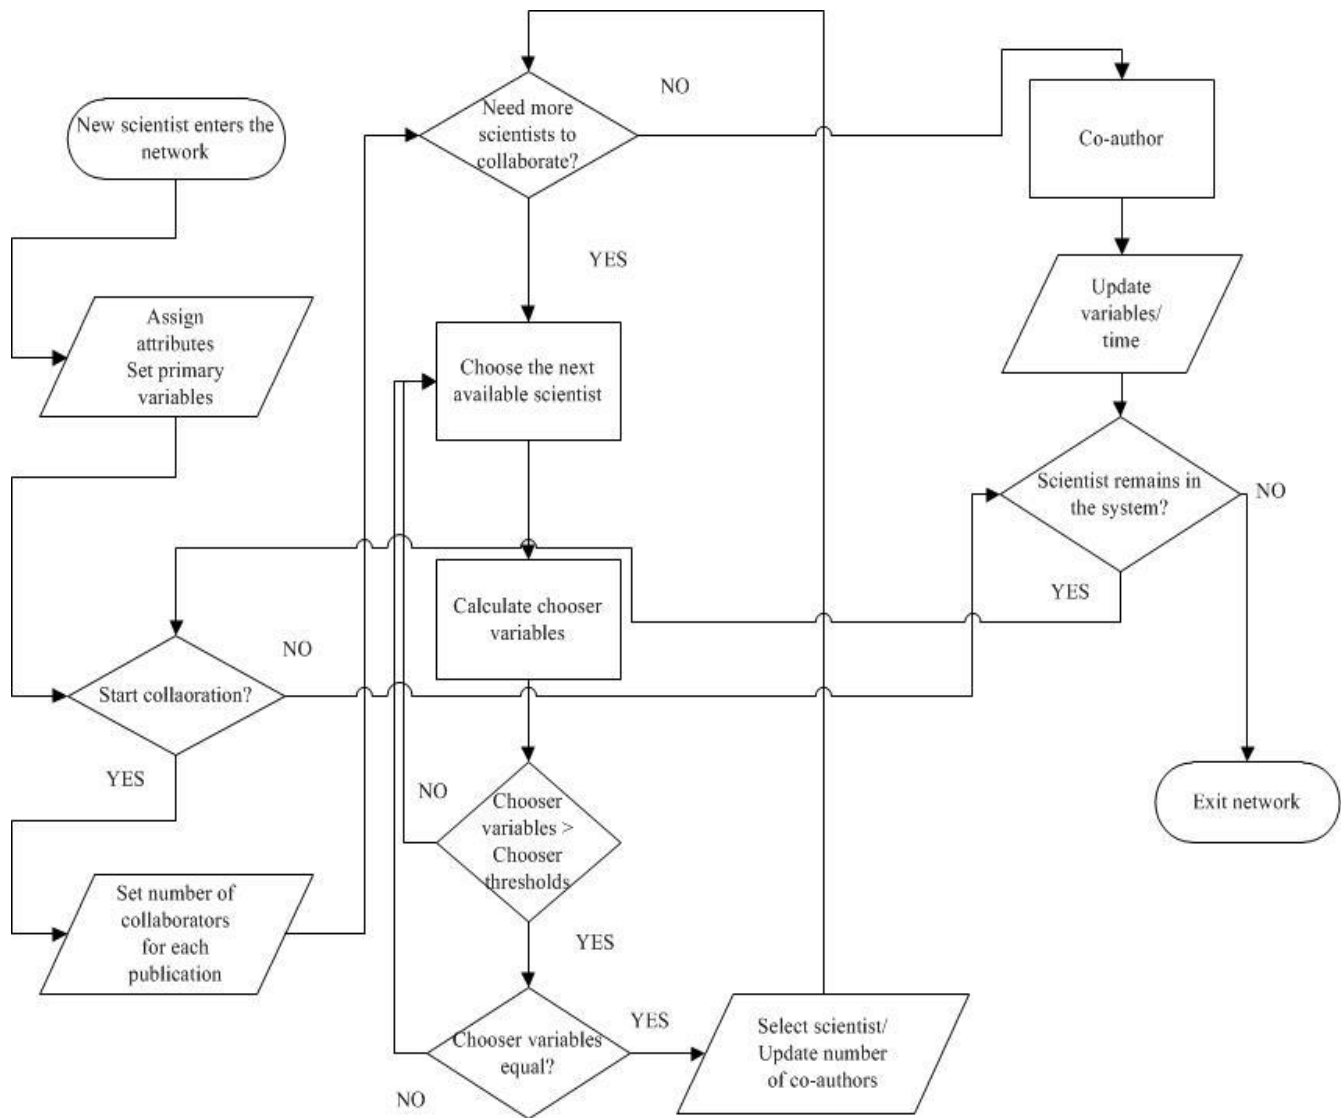 New scientist enters the
network
Assign
attributes
Set primary
variables
Start collaoration?
NO
YES
Set number of
collaborators
for each
publication
Need more
scientists to
collaborate?
NO
YES
Choose the next
available scientist
Calculate chooser
variables
Chooser
variables >
Chooser
thresholds
NO
YES
Chooser variables
equal?
YES
NO
Select scientist/
Update number
of co-authors
Co-author
Update
variables/
time
Scientist remains in
the system?
NO
YES
Exit network